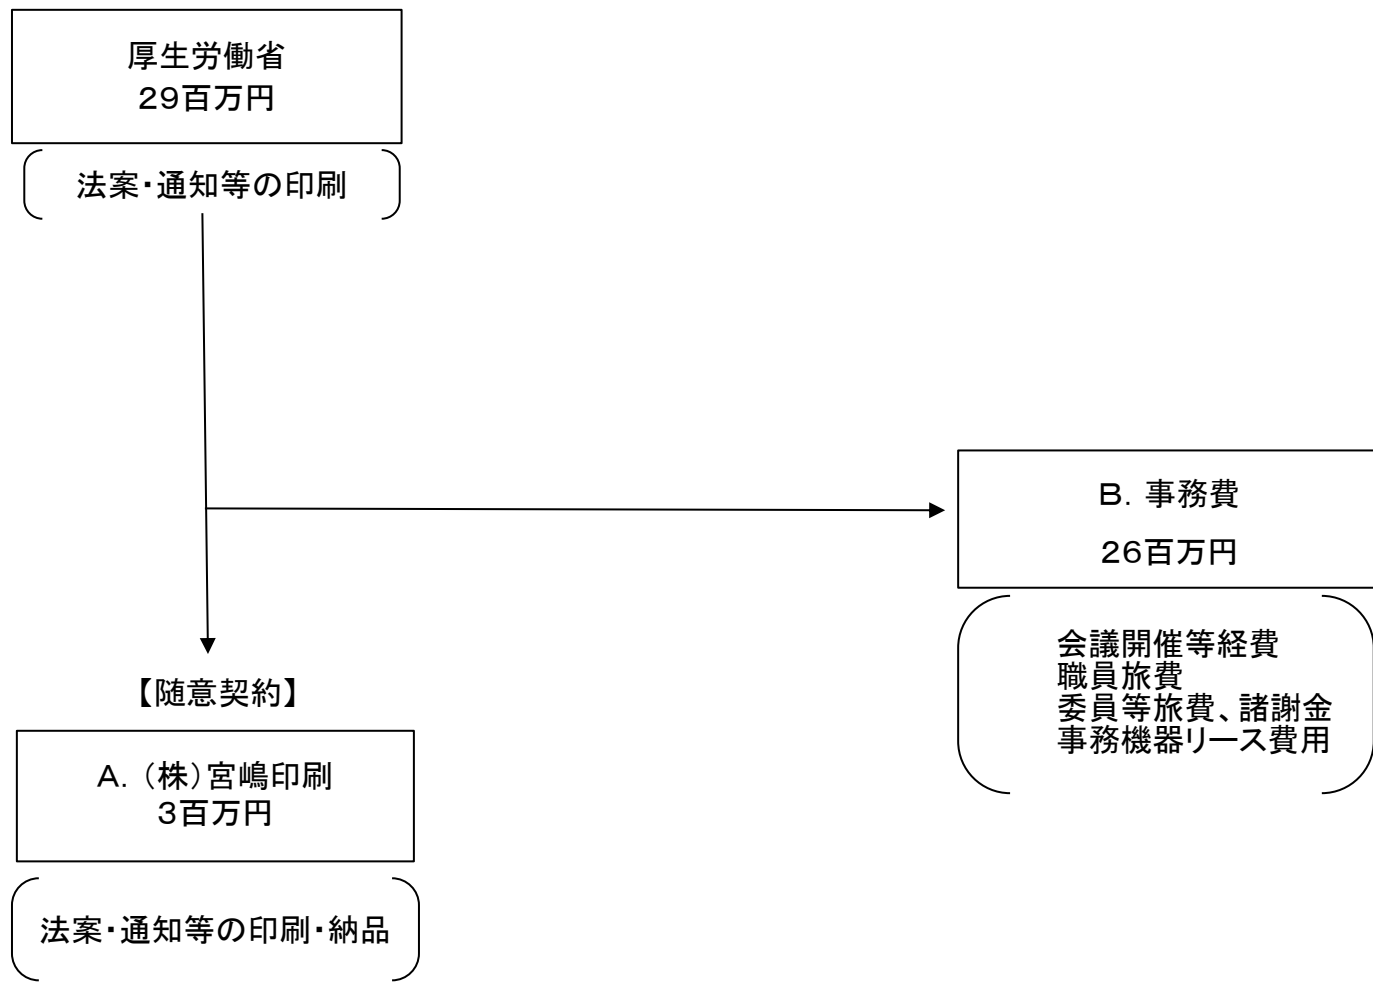 厚生労働省
29百万円
法案・通知等の印刷
B. 事務費
26百万円
会議開催等経費
職員旅費
委員等旅費、諸謝金
事務機器リース費用
【随意契約】
A. (株)宮嶋印刷
3百万円
法案・通知等の印刷・納品